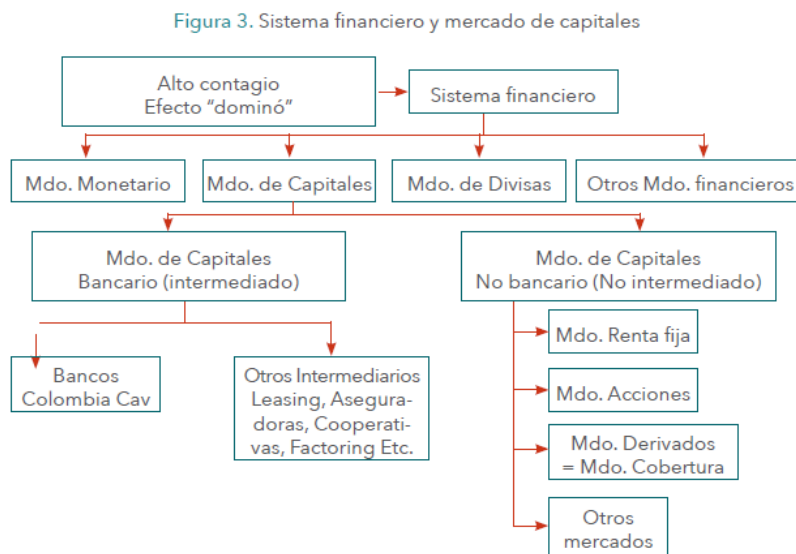 Figura 3. Sistema financiero y mercado de capitales
Alto contagio
Efecto “dominó”
Sistema financiero
Mdo. Monetario
Mdo. de Capitales
Mdo. de Divisas
Otros Mdo. financieros
Mdo. de Capitales
Bancario (intermediado)
Mdo. de Capitales
No bancario (No intermediado)
Bancos
Colombia Cav
Otros Intermediarios
Leasing, Asegura-
doras, Cooperati-
vas, Factoring Etc.
Mdo. Renta fija
Mdo. Acciones
Mdo. Derivados
= Mdo. Cobertura
Otros
mercados